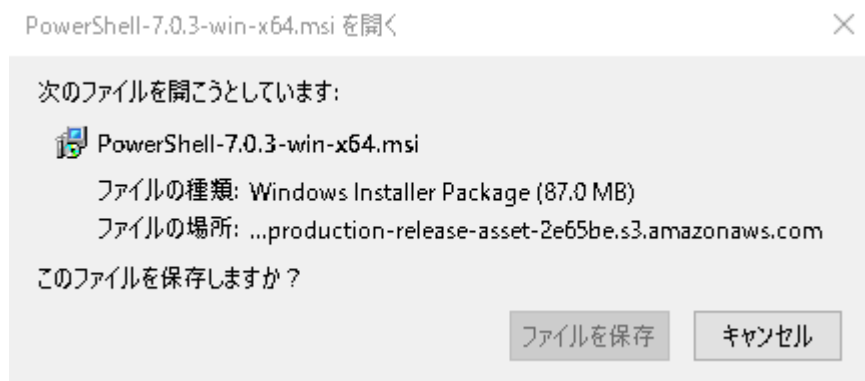 PowerShell-7.0.3-win-x64.msi を開く
次のファイルを開こうとしています:
PowerShell-7.0.3-win-x64.msi
ファイルの種類: Windows Installer Package (87.0 MB)
ファイルの場所: ...production-release-asset-2e65be.s3.amazonaws.com
このファイルを保存しますか?
ファイルを保存 キャンセル